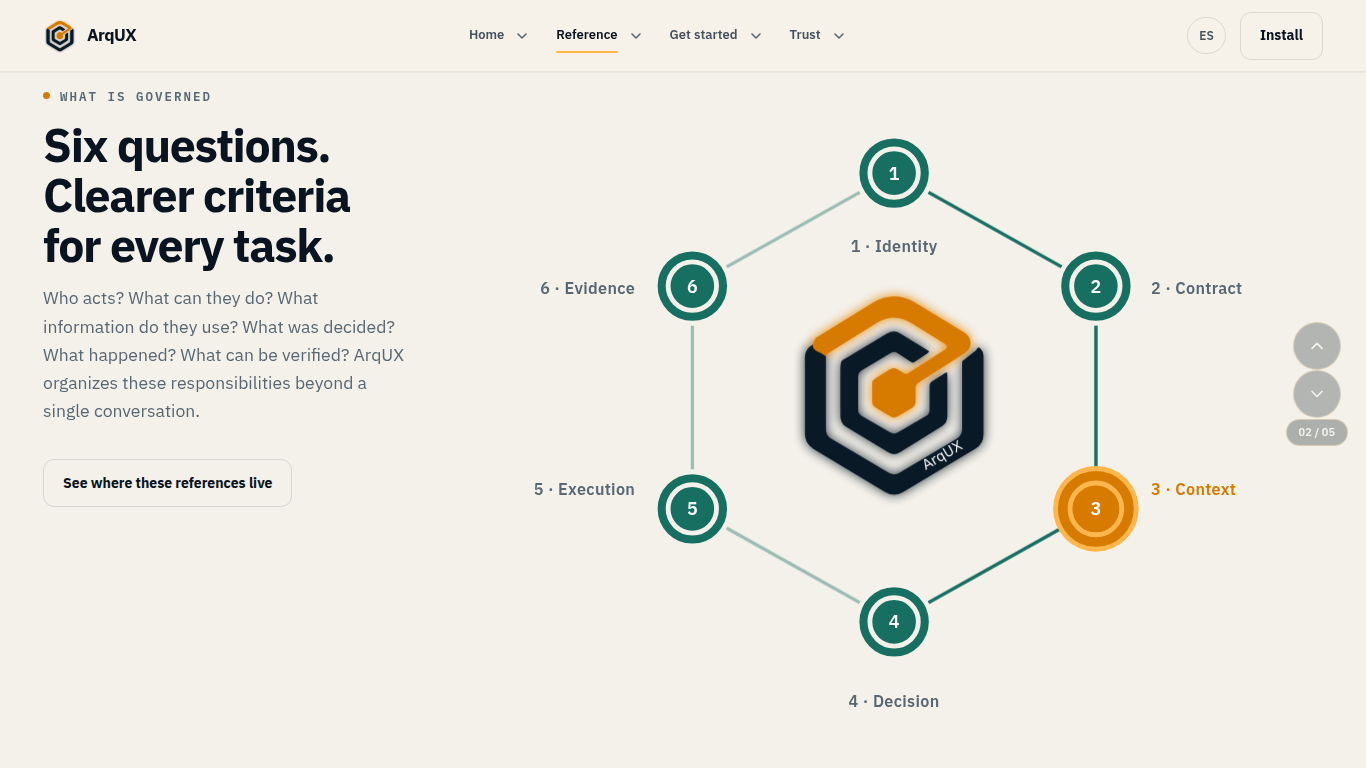 ArqUX
Home
Reference
Get started
Trust
ES
Install
WHAT IS GOVERNED
Six questions.
Clearer criteria
for every task.
Who acts? What can they do? What
information do they use? What was decided?
What happened? What can be verified? ArqUX
organizes these responsibilities beyond a
single conversation.
See where these references live
1
1 · Identity
6 · Evidence
6
2
2 · Contract
ArqUX
5 · Execution
5
3
3 · Context
4
4 · Decision
02 / 05